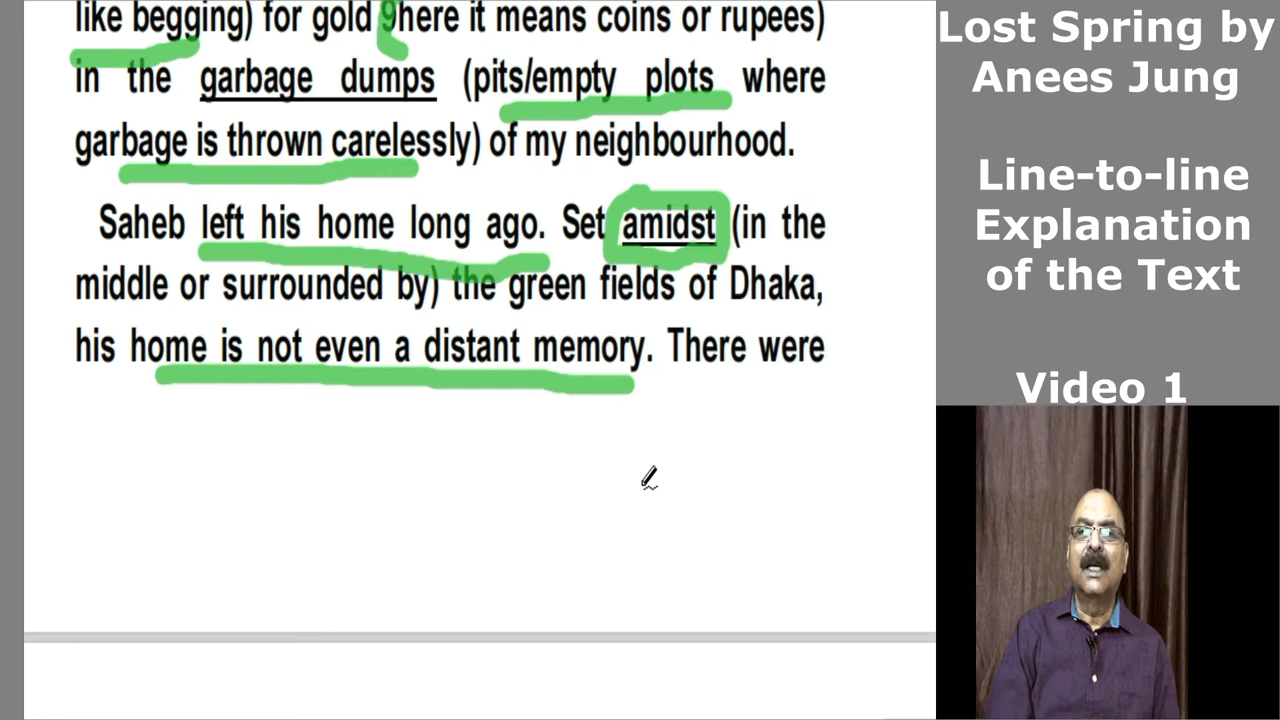 like begging) for gold 9here it means coins or rupees)
in the garbage dumps (pits/empty plots where
garbage is thrown carelessly) of my neighbourhood.
Saheb left his home long ago. Set amidst (in the
middle or surrounded by) the green fields of Dhaka,
his home is not even a distant memory. There were
Lost Spring by
Anees Jung
Line-to-line
Explanation
of the Text
Video 1